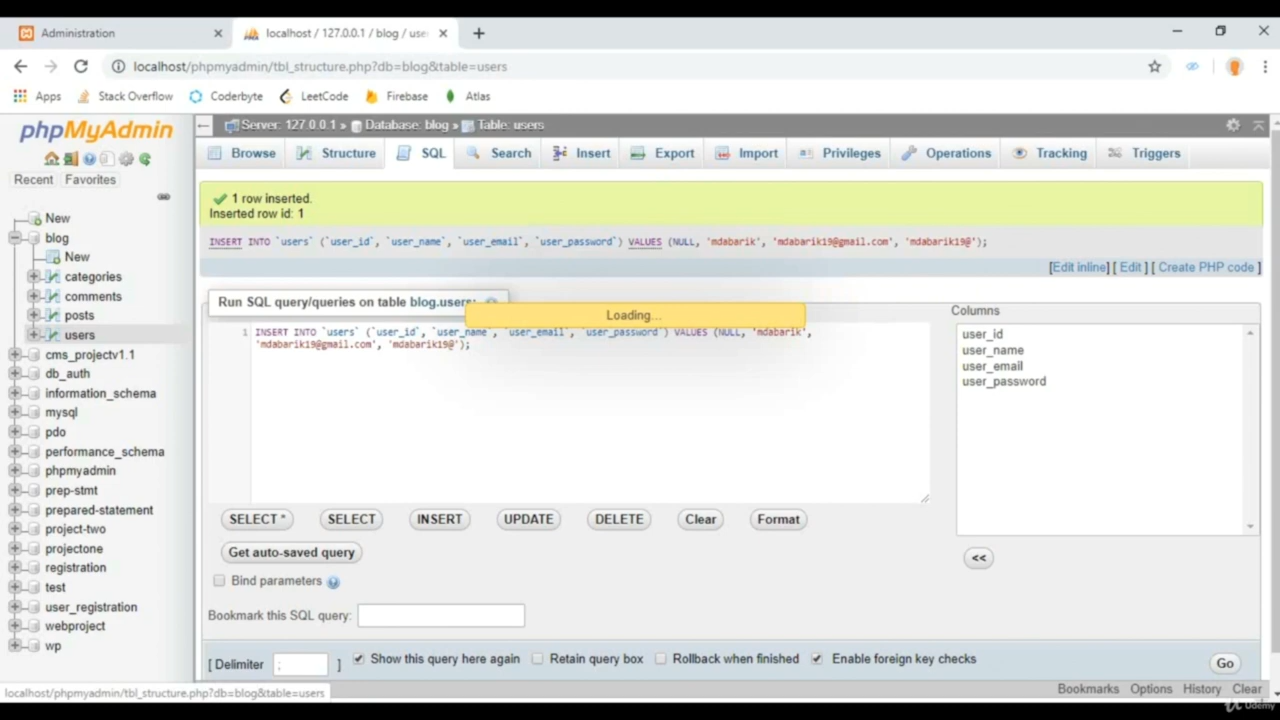 Administration
localhost / 127.0.0.1 / blog / use
localhost/phpmyadmin/tbl_structure.php?db=blog&table=users
Apps Stack Overflow Coderbyte LeetCode Firebase Atlas
phpMyAdmin
Recent Favorites
New
blog
New
categories
comments
posts
users
cms_projectv1.1
db_auth
information_schema
mysql
pdo
performance_schema
phpmyadmin
prep-stmt
prepared-statement
project-two
projectone
registration
test
user_registration
webproject
wp
Server: 127.0.0.1 » Database: blog » Table: users
Browse Structure SQL Search Insert Export Import Privileges Operations Tracking Triggers
1 row inserted.
Inserted row id: 1
INSERT INTO `users` (`user_id`, `user_name`, `user_email`, `user_password`) VALUES (NULL, 'mdabarik', 'mdabarik19@gmail.com', 'mdabarik19@');
[Edit inline] [ Edit ] [ Create PHP code ]
Run SQL query/queries on table blog.users:
Loading...
1 INSERT INTO `users` (`user_id`, `user_name`, `user_email`, `user_password`) VALUES (NULL, 'mdabarik',
'mdabarik19@gmail.com', 'mdabarik19@');
Columns
user_id
user_name
user_email
user_password
SELECT * SELECT INSERT UPDATE DELETE Clear Format
<<
Get auto-saved query
Bind parameters
Bookmark this SQL query:
[ Delimiter ; ] Show this query here again Retain query box Rollback when finished Enable foreign key checks Go
localhost/phpmyadmin/tbl_structure.php?db=blog&table=users
Bookmarks Options History Clear
Udemy